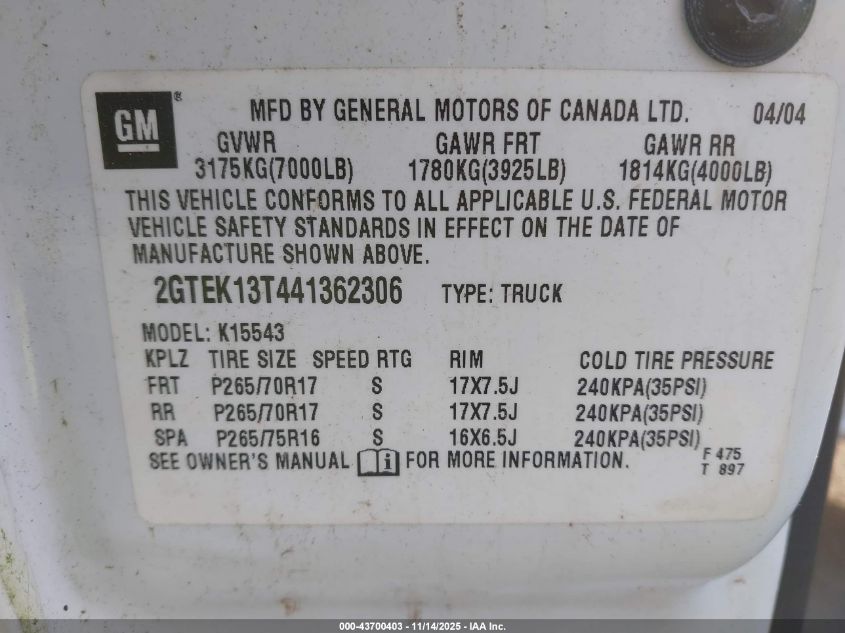 GM®
MFD BY GENERAL MOTORS OF CANADA LTD. 04/04
GVWR GAWR FRT GAWR RR
3175KG(7000LB) 1780KG(3925LB) 1814KG(4000LB)
THIS VEHICLE CONFORMS TO ALL APPLICABLE U.S. FEDERAL MOTOR
VEHICLE SAFETY STANDARDS IN EFFECT ON THE DATE OF
MANUFACTURE SHOWN ABOVE.
2GTEK13T441362306 TYPE: TRUCK
MODEL: K15543
KPLZ TIRE SIZE SPEED RTG RIM COLD TIRE PRESSURE
FRT P265/70R17 S 17X7.5J 240KPA(35PSI)
RR P265/70R17 S 17X7.5J 240KPA(35PSI)
SPA P265/75R16 S 16X6.5J 240KPA(35PSI)
SEE OWNER'S MANUAL i FOR MORE INFORMATION.
F 475
T 897
000-43700403 - 11/14/2025 - IAA Inc.